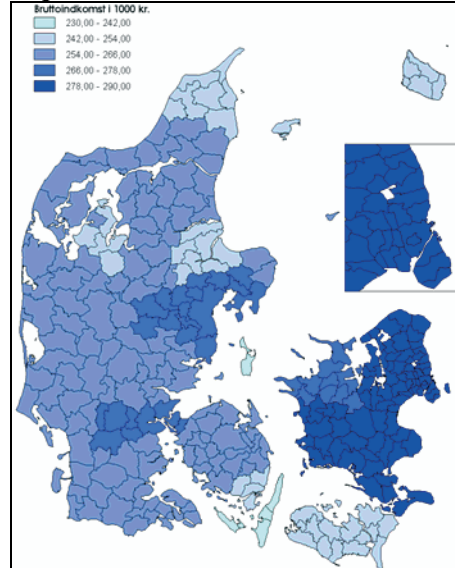 Bruttoindkomst i 1000 kr.
230,00 - 242,00
242,00 - 254,00
254,00 - 266,00
266,00 - 278,00
278,00 - 290,00